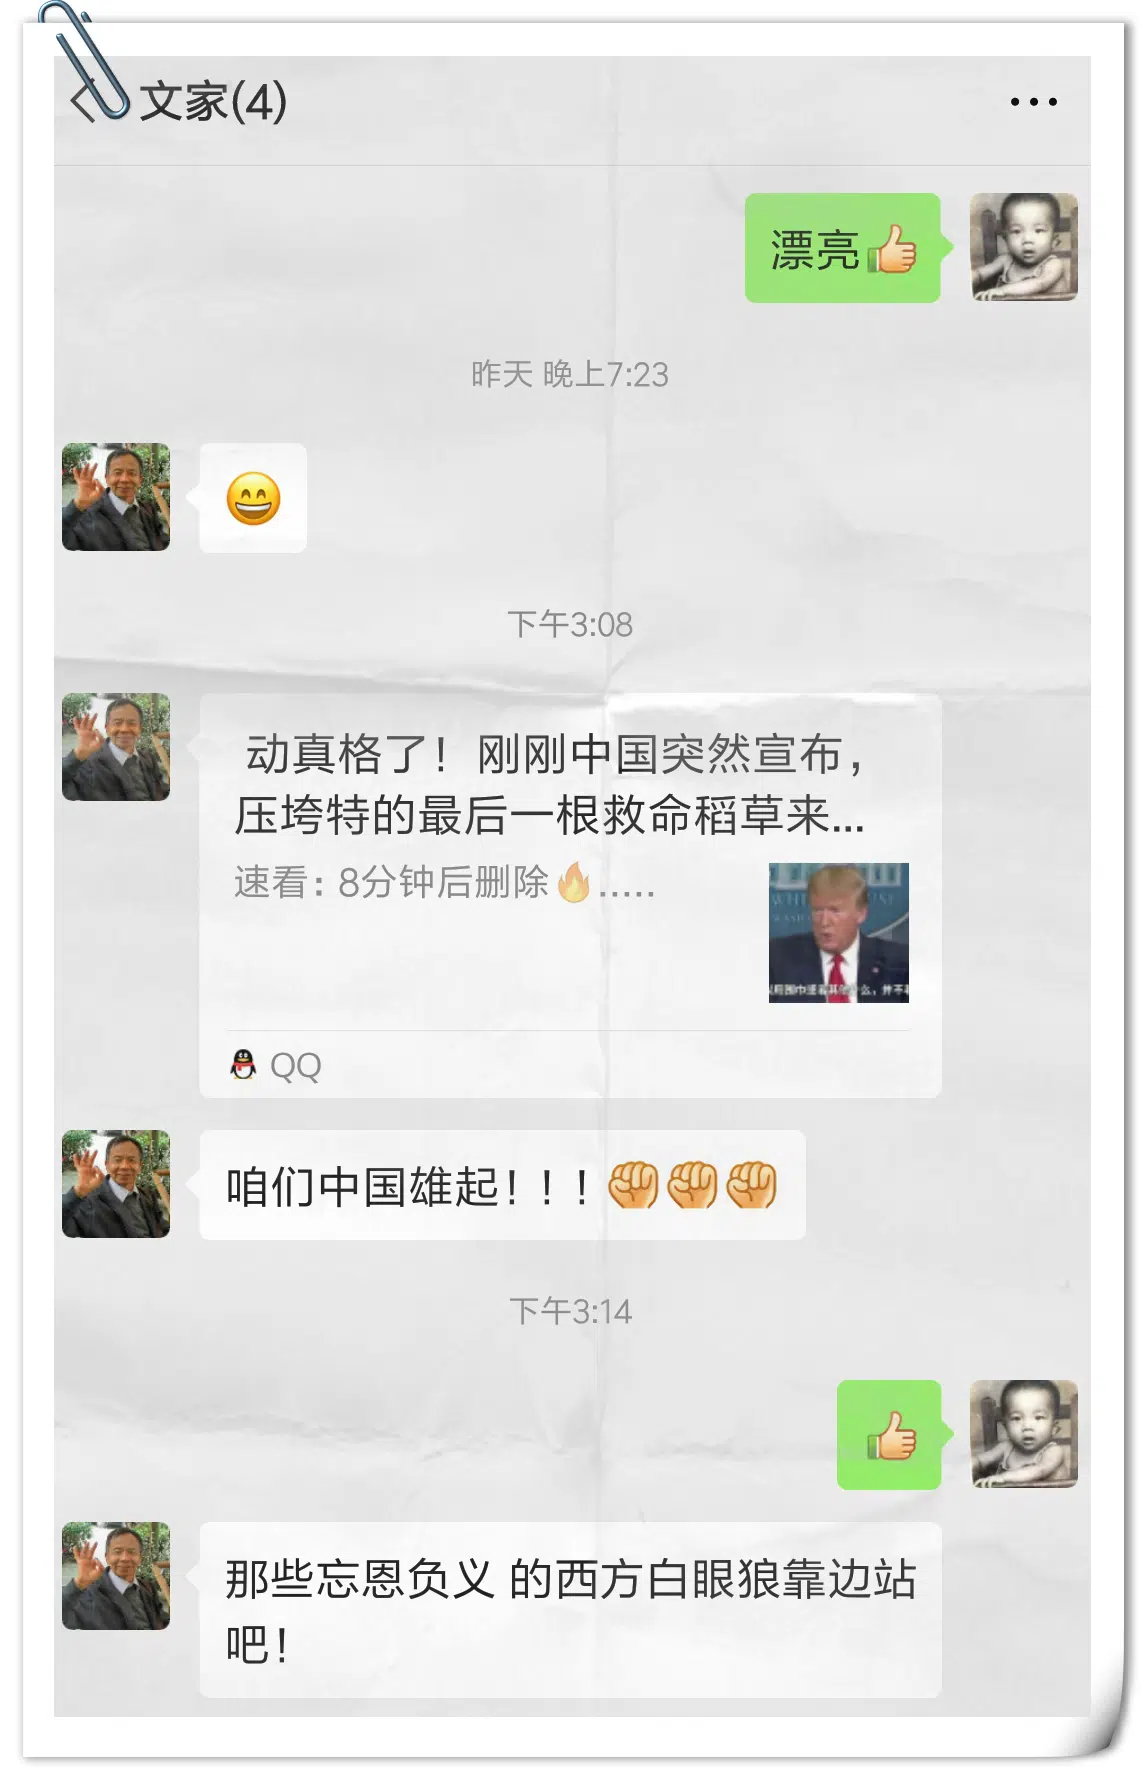 文家(4)
漂亮👍
昨天 晚上7:23
😄
下午3:08
动真格了！刚刚中国突然宣布，
压垮特的最后一根救命稻草来...
速看：8分钟后删除🔥.....
QQ
咱们中国雄起！！！✊✊✊
下午3:14
👍
那些忘恩负义 的西方白眼狼靠边站
吧！